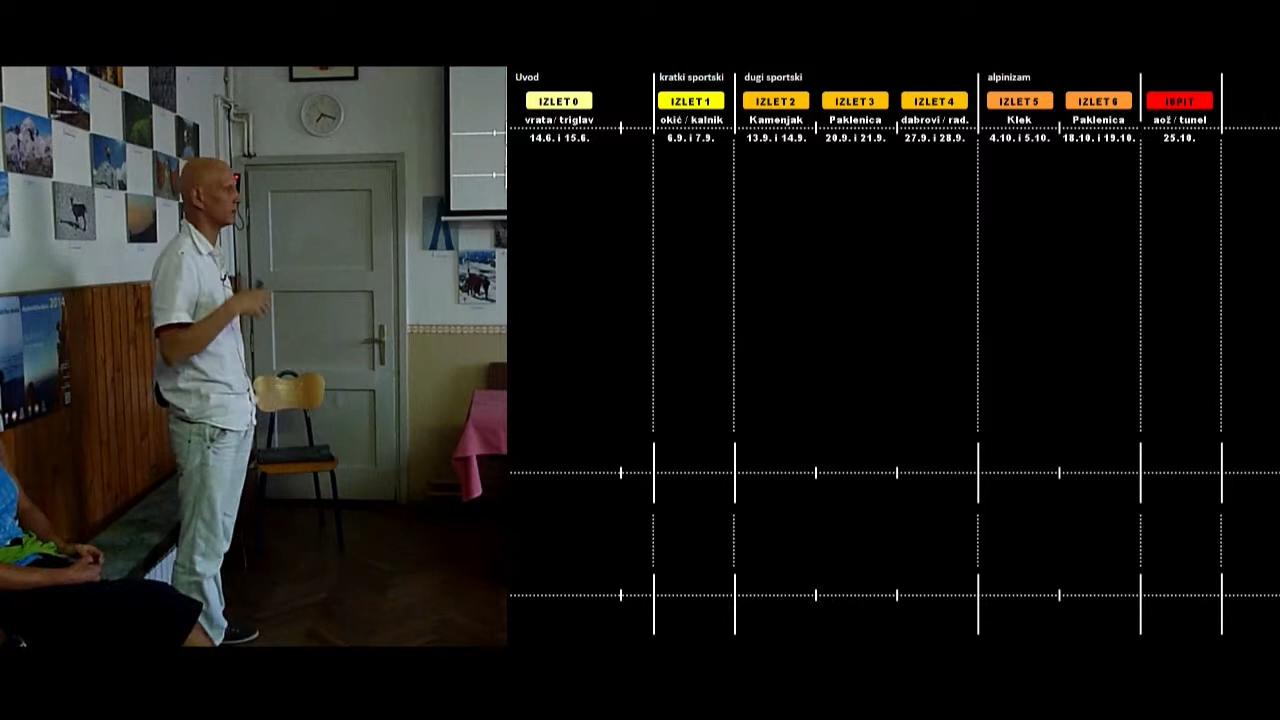 Uvod
kratki sportski
dugi sportski
alpinizam
IZLET 0
IZLET 1
IZLET 2
IZLET 3
IZLET 4
IZLET 5
IZLET 6
ISPIT
vrata / triglav
okić / kalnik
Kamenjak
Paklenica
dabrovi / rad.
Klek
Paklenica
aož / tunel
14.6. i 15.6.
6.9. i 7.9.
13.9. i 14.9.
20.9. i 21.9.
27.9. i 28.9.
4.10. i 5.10.
18.10. i 19.10.
25.10.